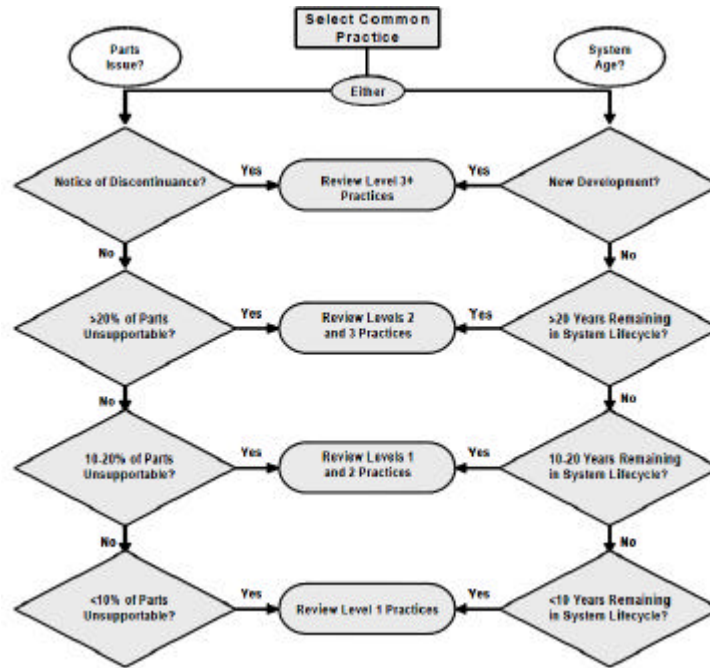 Select Common
Practice
Parts
Issue?
System
Age?
Either
Notice of Discontinuance?
Yes
Review Level 3+
Practices
Yes
New Development?
No
No
>20% of Parts
Unsupportable?
Yes
Review Levels 2
and 3 Practices
Yes
>20 Years Remaining
in System Lifecycle?
No
No
10-20% of Parts
Unsupportable?
Yes
Review Levels 1
and 2 Practices
Yes
10-20 Years Remaining
in System Lifecycle?
No
No
<10% of Parts
Unsupportable?
Yes
Review Level 1 Practices
Yes
<10 Years Remaining
in System Lifecycle?